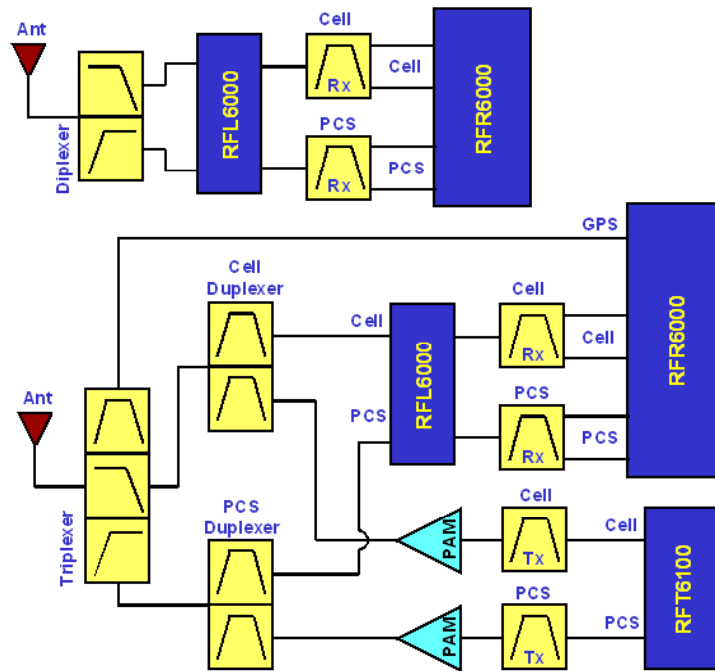 Ant
Cell
Diplexer
RFL6000
Rx
Cell
RFR6000
PCS
Rx
PCS
GPS
Cell
Duplexer
Cell
Cell
RFL6000
Rx
Cell
RFR6000
Ant
PCS
PCS
Rx
PCS
Triplexer
PCS
Duplexer
Cell
PAM
Tx
Cell
RFT6100
PCS
PAM
Tx
PCS